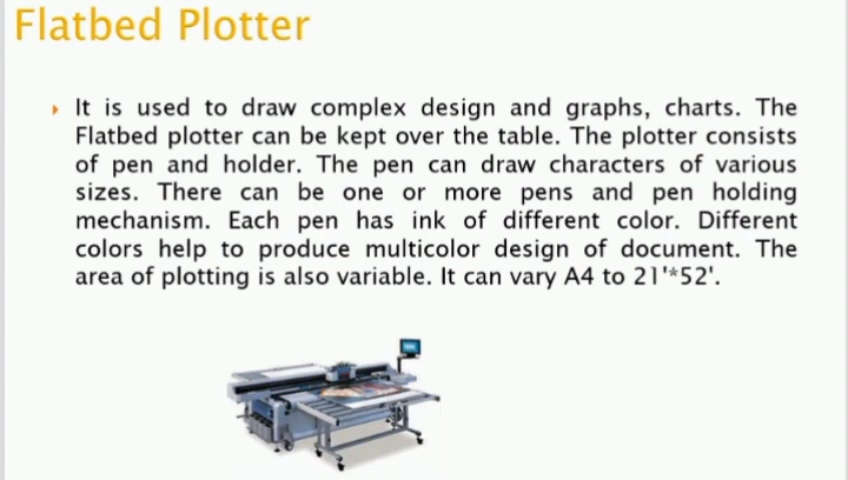 Flatbed Plotter
It is used to draw complex design and graphs, charts. The
Flatbed plotter can be kept over the table. The plotter consists
of pen and holder. The pen can draw characters of various
sizes. There can be one or more pens and pen holding
mechanism. Each pen has ink of different color. Different
colors help to produce multicolor design of document. The
area of plotting is also variable. It can vary A4 to 21'*52'.